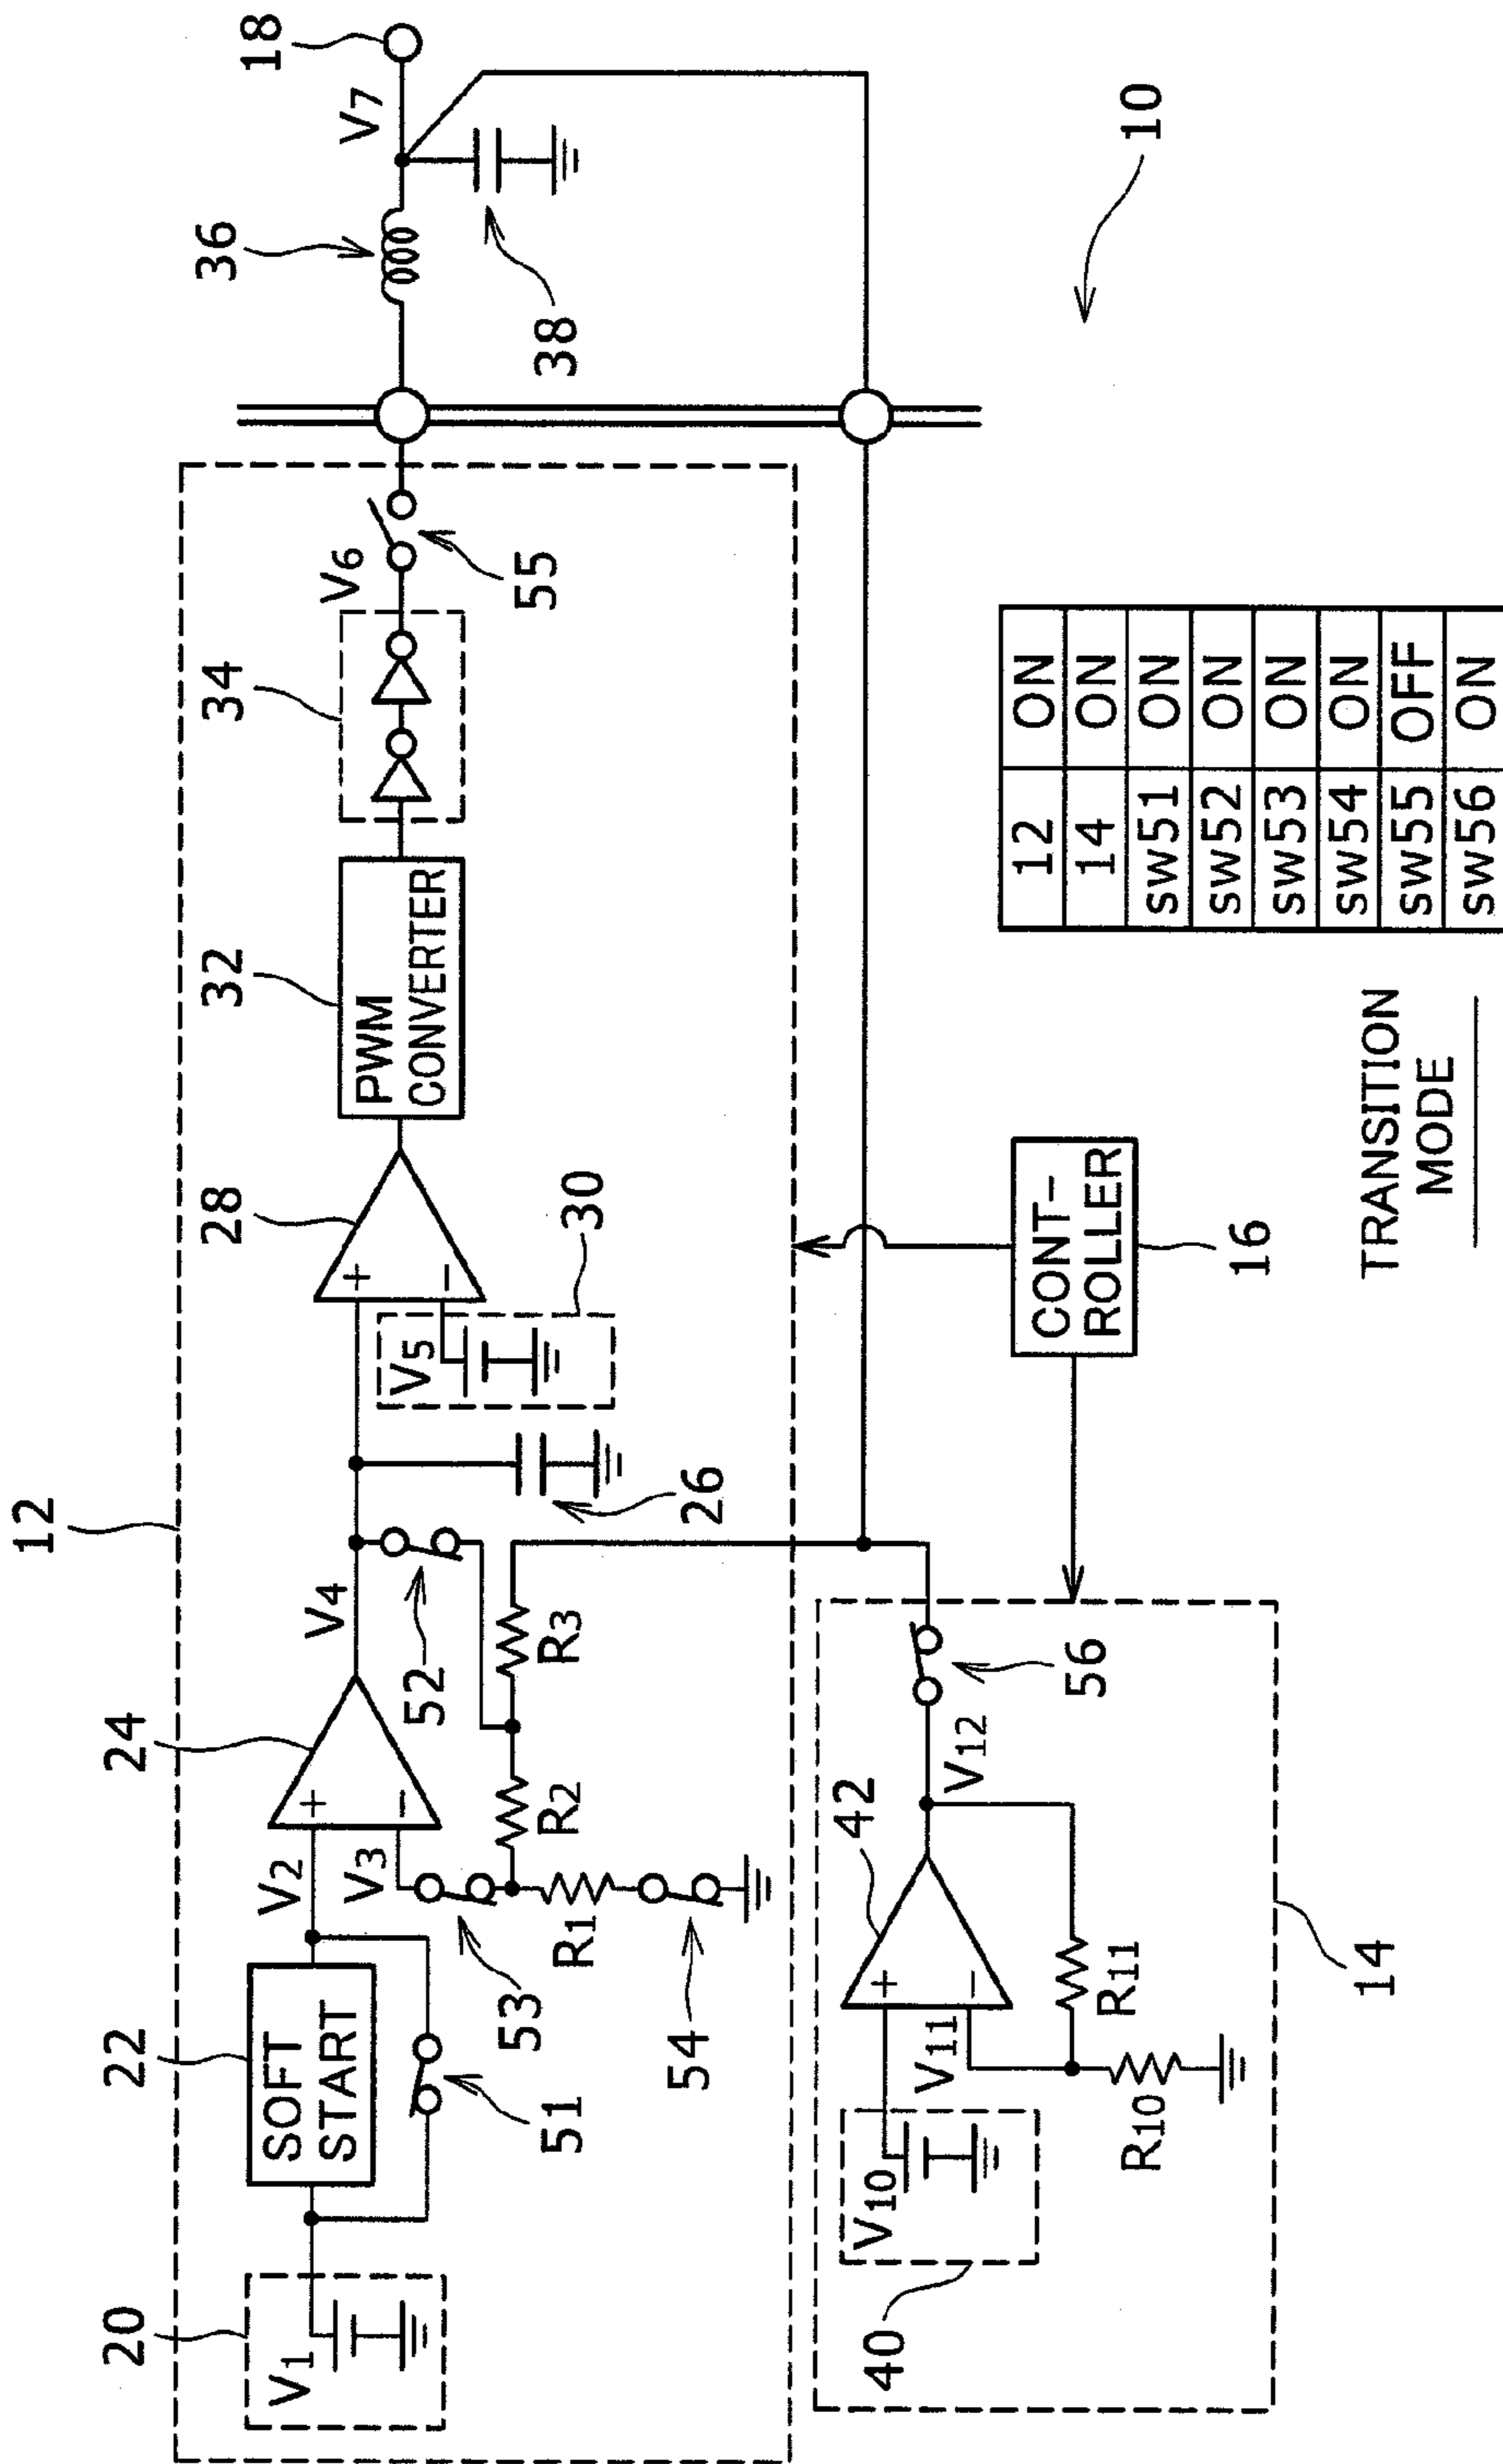 12
20
22
24
28
32
34
36
18
V1
SOFT
START
V2
V3
V4
V5
PWM
CONVERTER
V6
V7
51
53
52
R1
R2
R3
54
26
30
55
38
10
40
V10
V11
42
V12
56
R10
R11
14
CONT-
ROLLER
16
TRANSITION
MODE
12 ON
14 ON
sw51 ON
sw52 ON
sw53 ON
sw54 ON
sw55 OFF
sw56 ON